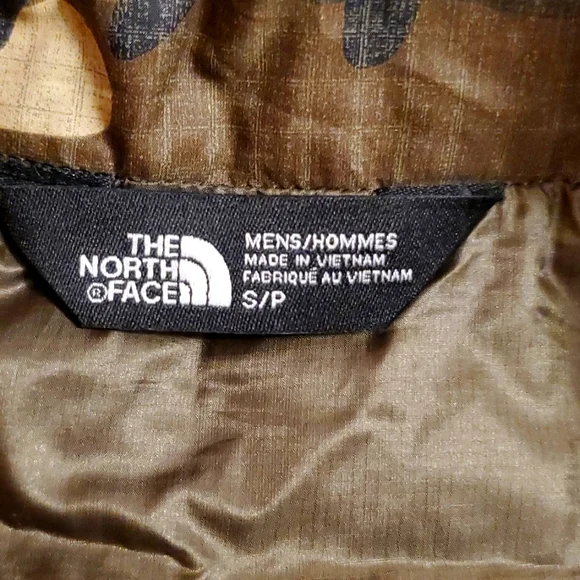 THE
NORTH
®FACE
MENS/HOMMES
MADE IN VIETNAM
FABRIQUÉ AU VIETNAM
S/P